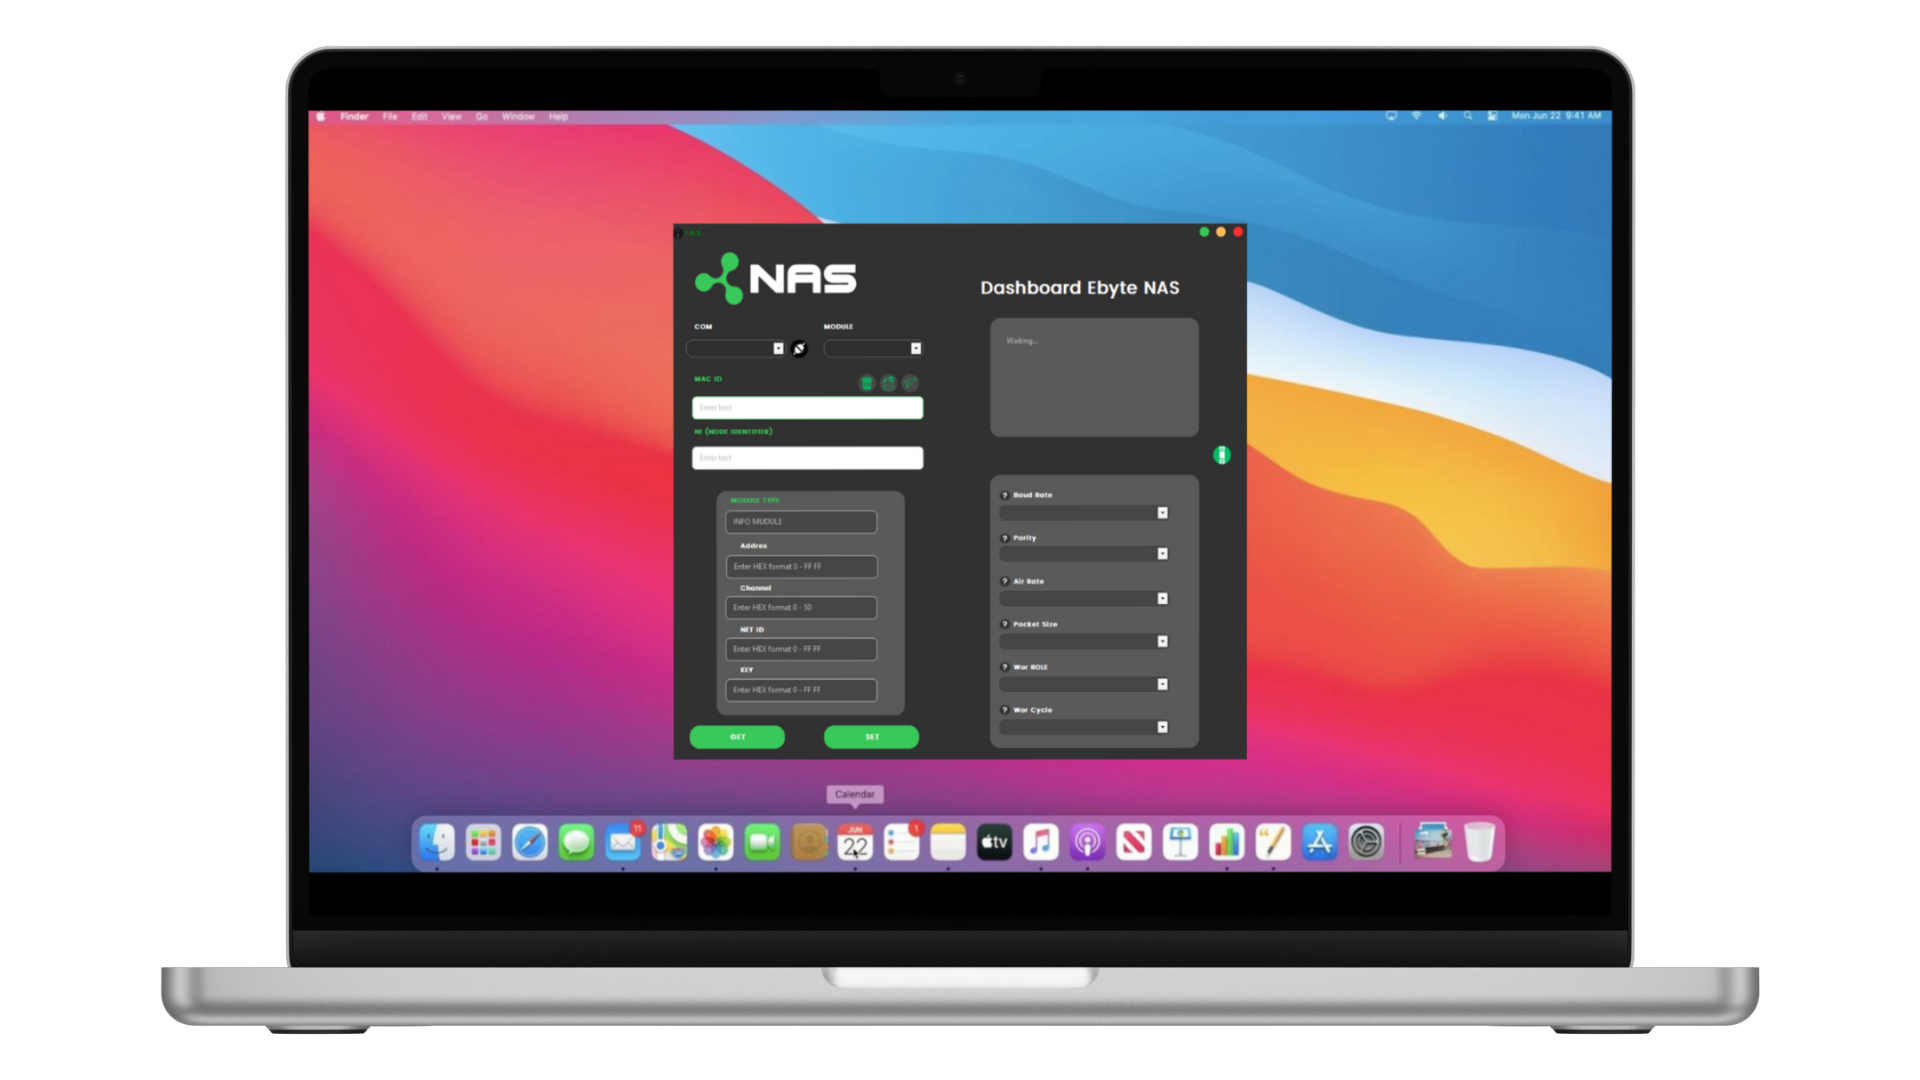 Finder File Edit View Go Window Help
Mon Jun 22 9:41 AM
NAS
Dashboard Ebyte NAS
COM
MODULE
Waiting...
MAC ID
Enter text
NI (NODE IDENTIFIER)
Enter text
MODULE TYPE
INFO MUDULE
Addres
Enter HEX format 0 - FF FF
Channel
Enter HEX format 0 - 50
NET ID
Enter HEX format 0 - FF FF
KEY
Enter HEX format 0 - FF FF
GET
SET
? Baud Rate
? Parity
? Air Rate
? Packet Size
? Wor ROLE
? Wor Cycle
Calendar
11
JUN
22
1
tv